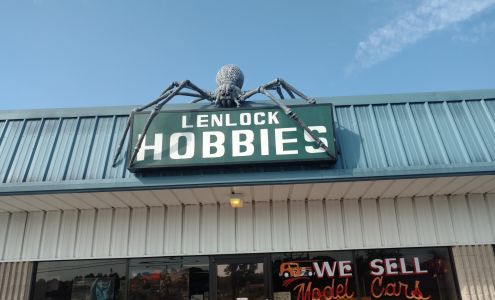 LENLOCK
HOBBIES
WE SELL
Model Cars